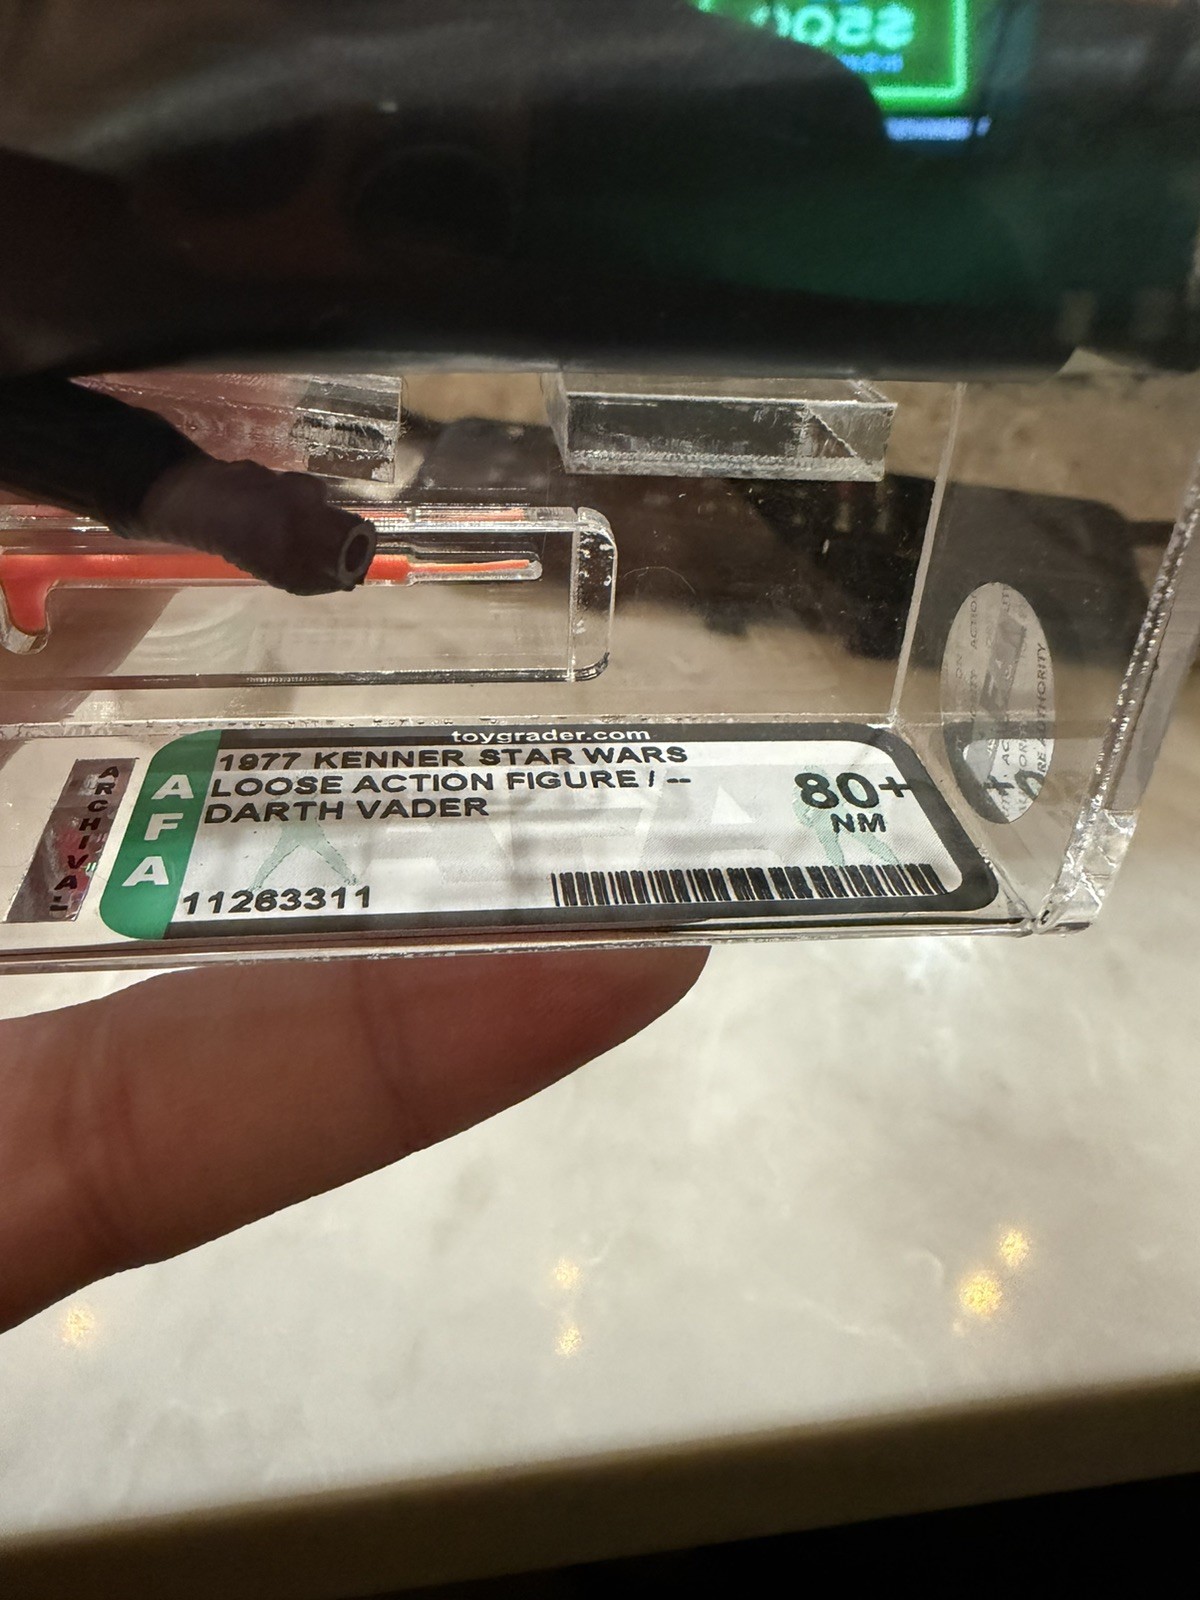 toygrader.com
ARCHIVAL
AFA
1977 KENNER STAR WARS
LOOSE ACTION FIGURE / --
DARTH VADER
80+
NM
11263311